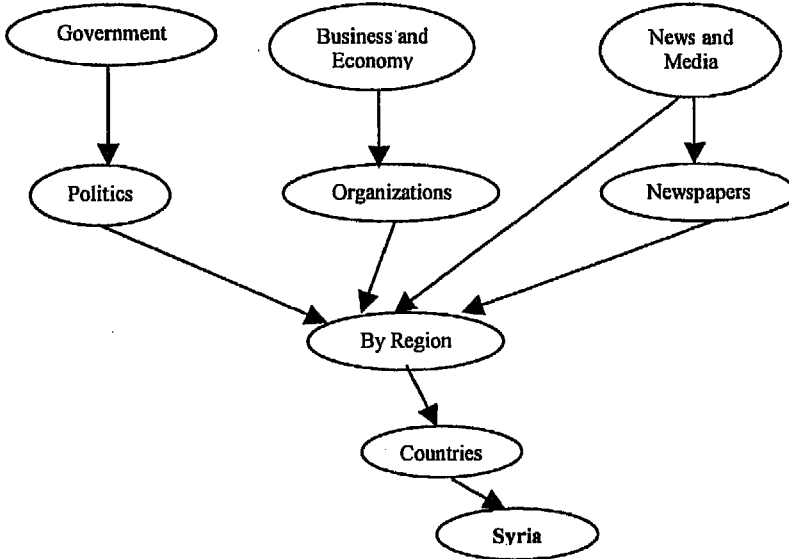 Government
Business and
Economy
News and
Media
Politics
Organizations
Newspapers
By Region
Countries
Syria